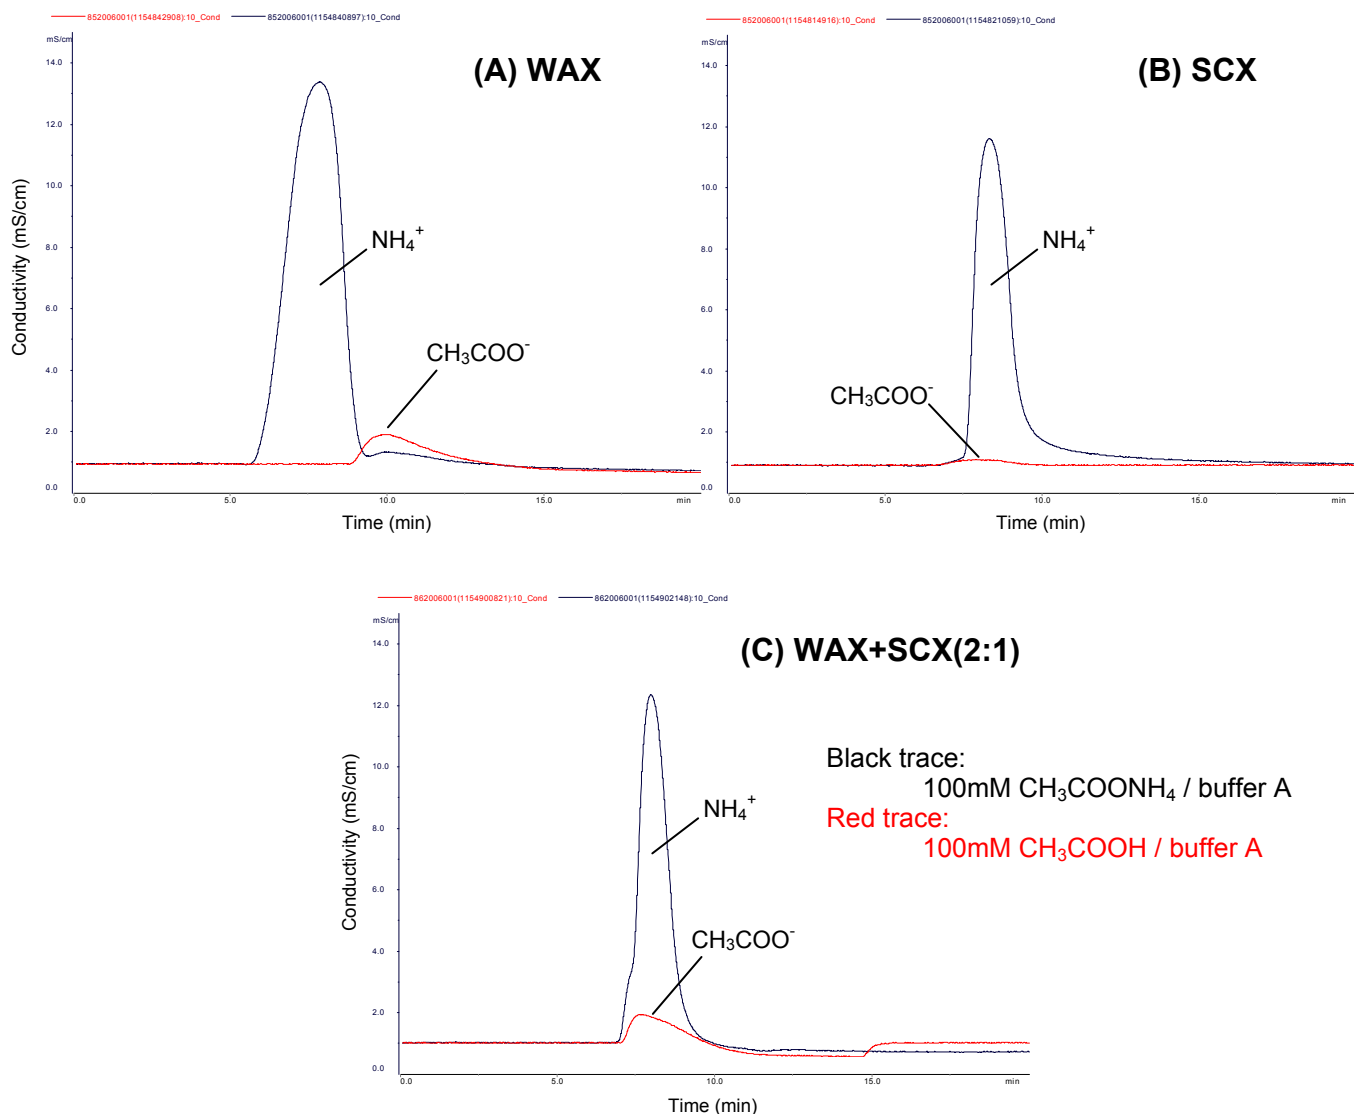 852006001(1154842908):10_Cond 852006001(1154840897):10_Cond
mS/cm
(A) WAX
14.0
12.0
10.0
8.0
6.0
4.0
2.0
0.0
Conductivity (mS/cm)
NH₄⁺
CH₃COO⁻
0.0 5.0 10.0 15.0 min
Time (min)
852006001(1154814916):10_Cond 852006001(1154821059):10_Cond
mS/cm
(B) SCX
14.0
12.0
10.0
8.0
6.0
4.0
2.0
0.0
NH₄⁺
CH₃COO⁻
0.0 5.0 10.0 15.0 min
Time (min)
862006001(1154900821):10_Cond 862006001(1154902148):10_Cond
mS/cm
(C) WAX+SCX(2:1)
14.0
12.0
10.0
8.0
6.0
4.0
2.0
0.0
Conductivity (mS/cm)
NH₄⁺
CH₃COO⁻
0.0 5.0 10.0 15.0 min
Time (min)
Black trace:
100mM CH₃COONH₄ / buffer A
Red trace:
100mM CH₃COOH / buffer A